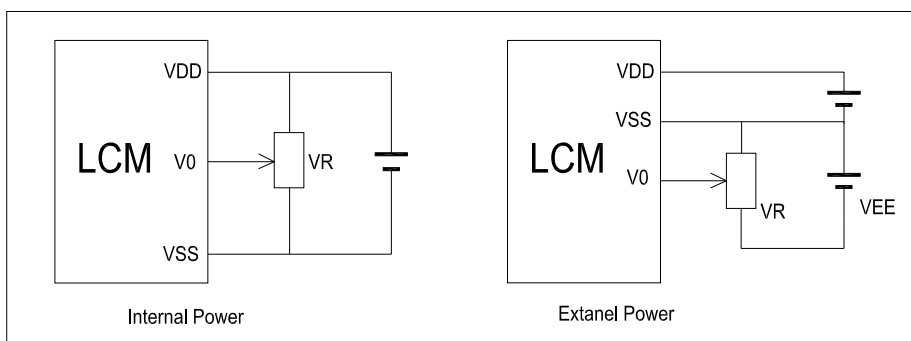 VDD
LCM
V0
VR
VSS
Internal Power
VDD
VSS
LCM
V0
VR
VEE
Extanel Power